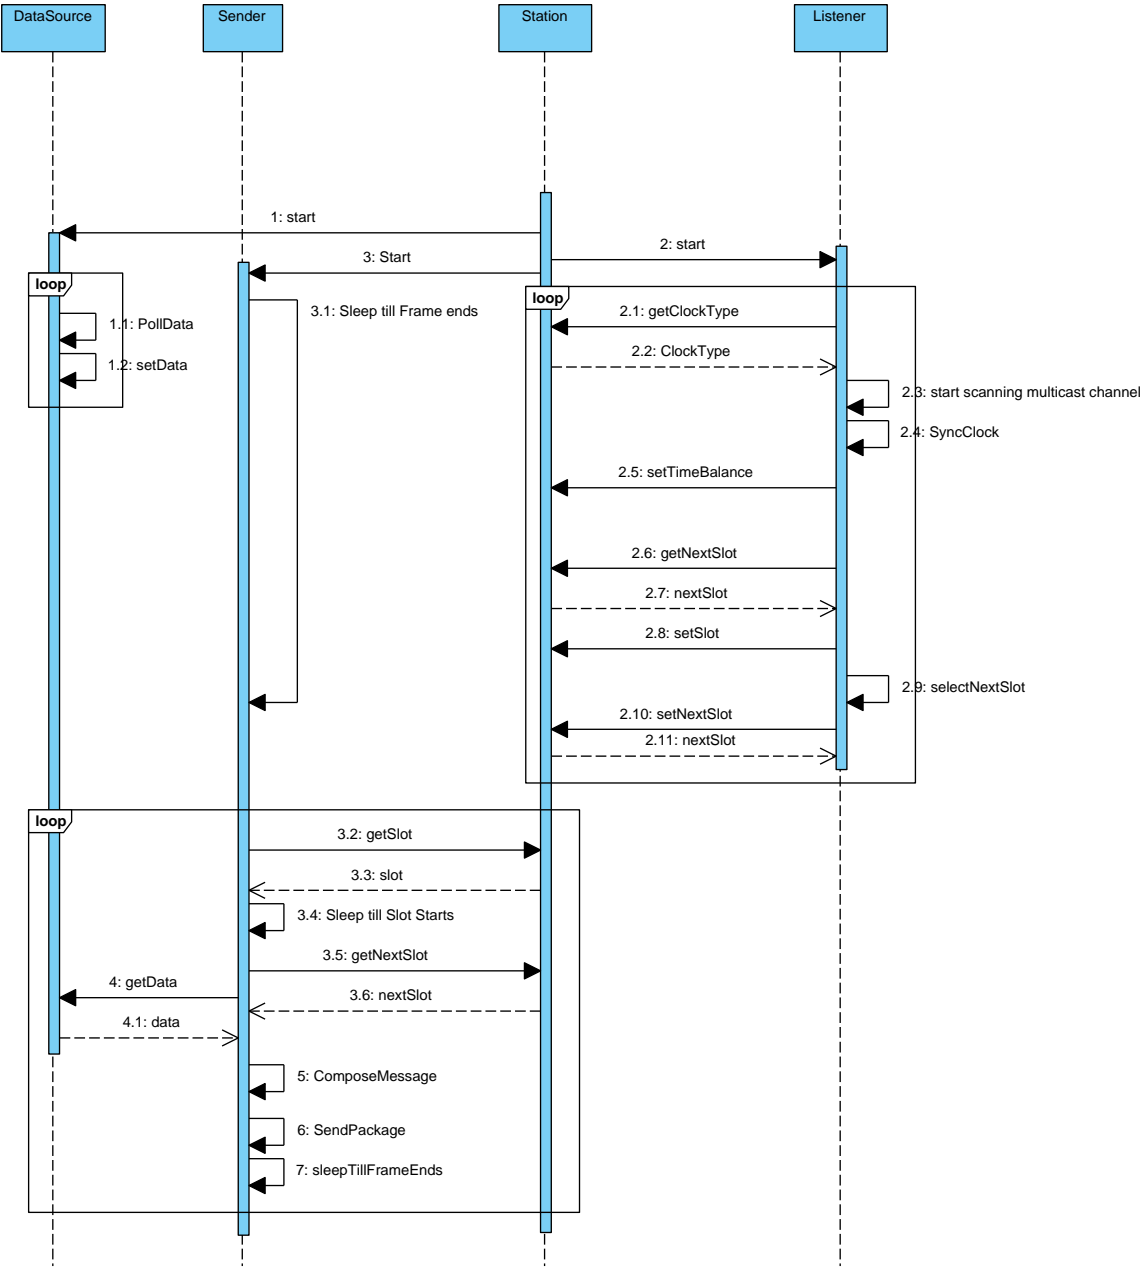 DataSource
Sender
Station
Listener
1: start
2: start
3: Start
loop
loop
3.1: Sleep till Frame ends
2.1: getClockType
1.1: PollData
2.2: ClockType
1.2: setData
2.3: start scanning multicast channel
2.4: SyncClock
2.5: setTimeBalance
2.6: getNextSlot
2.7: nextSlot
2.8: setSlot
2.9: selectNextSlot
2.10: setNextSlot
2.11: nextSlot
loop
3.2: getSlot
3.3: slot
3.4: Sleep till Slot Starts
3.5: getNextSlot
4: getData
3.6: nextSlot
4.1: data
5: ComposeMessage
6: SendPackage
7: sleepTillFrameEnds